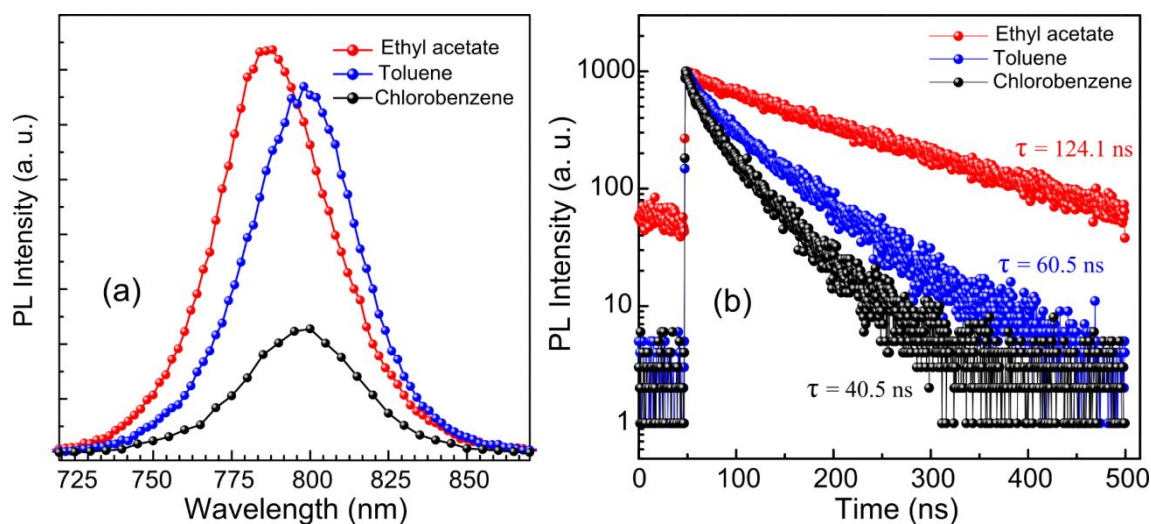 PL Intensity (a. u.)
Ethyl acetate
Toluene
Chlorobenzene
(a)
725 750 775 800 825 850
Wavelength (nm)
PL Intensity (a. u.)
1000
100
10
1
Ethyl acetate
Toluene
Chlorobenzene
τ = 124.1 ns
τ = 60.5 ns
(b)
τ = 40.5 ns
0 100 200 300 400 500
Time (ns)